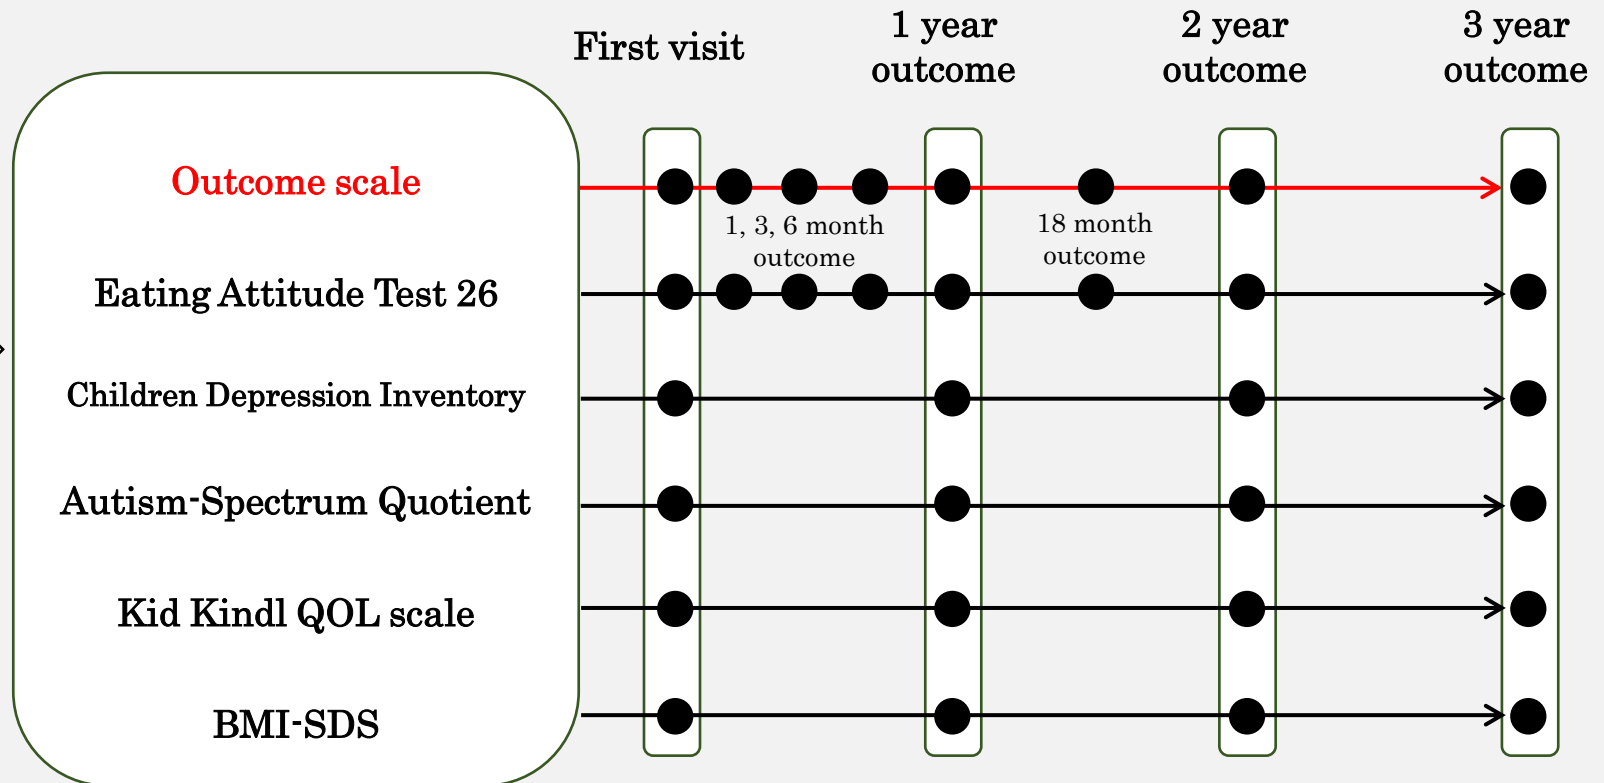 First visit
1 year
outcome
2 year
outcome
3 year
outcome
Outcome scale
1, 3, 6 month
outcome
18 month
outcome
Eating Attitude Test 26
Children Depression Inventory
Autism-Spectrum Quotient
Kid Kindl QOL scale
BMI-SDS